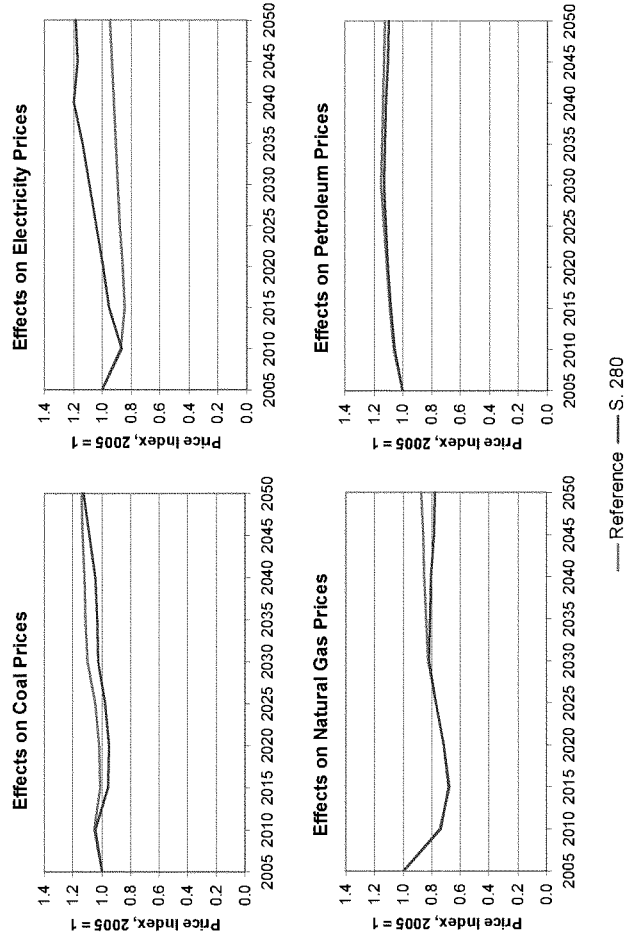 Effects on Coal Prices
Price Index, 2005 = 1
1.4
1.2
1.0
0.8
0.6
0.4
0.2
0.0
2005 2010 2015 2020 2025 2030 2035 2040 2045 2050
Effects on Electricity Prices
Price Index, 2005 = 1
1.4
1.2
1.0
0.8
0.6
0.4
0.2
0.0
2005 2010 2015 2020 2025 2030 2035 2040 2045 2050
Effects on Natural Gas Prices
Price Index, 2005 = 1
1.4
1.2
1.0
0.8
0.6
0.4
0.2
0.0
2005 2010 2015 2020 2025 2030 2035 2040 2045 2050
Effects on Petroleum Prices
Price Index, 2005 = 1
1.4
1.2
1.0
0.8
0.6
0.4
0.2
0.0
2005 2010 2015 2020 2025 2030 2035 2040 2045 2050
Reference S. 280